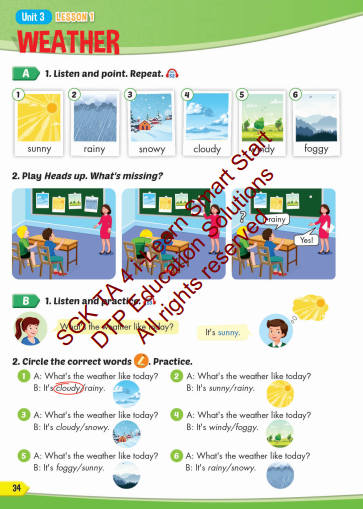 Unit 3 LESSON 1
WEATHER
A 1. Listen and point. Repeat.
1 2 3 4 5 6
sunny rainy snowy cloudy windy foggy
2. Play Heads up. What's missing?
?
rainy
Yes!
B 1. Listen and practice.
What's the weather like today?
It's sunny.
2. Circle the correct words. Practice.
1 A: What's the weather like today?
B: It's cloudy/rainy.
2 A: What's the weather like today?
B: It's sunny/rainy.
3 A: What's the weather like today?
B: It's cloudy/snowy.
4 A: What's the weather like today?
B: It's windy/foggy.
5 A: What's the weather like today?
B: It's foggy/sunny.
6 A: What's the weather like today?
B: It's rainy/snowy.
34
SGK TA 4 i-Learn Smart Start
DTP Education Solutions
All rights reserved